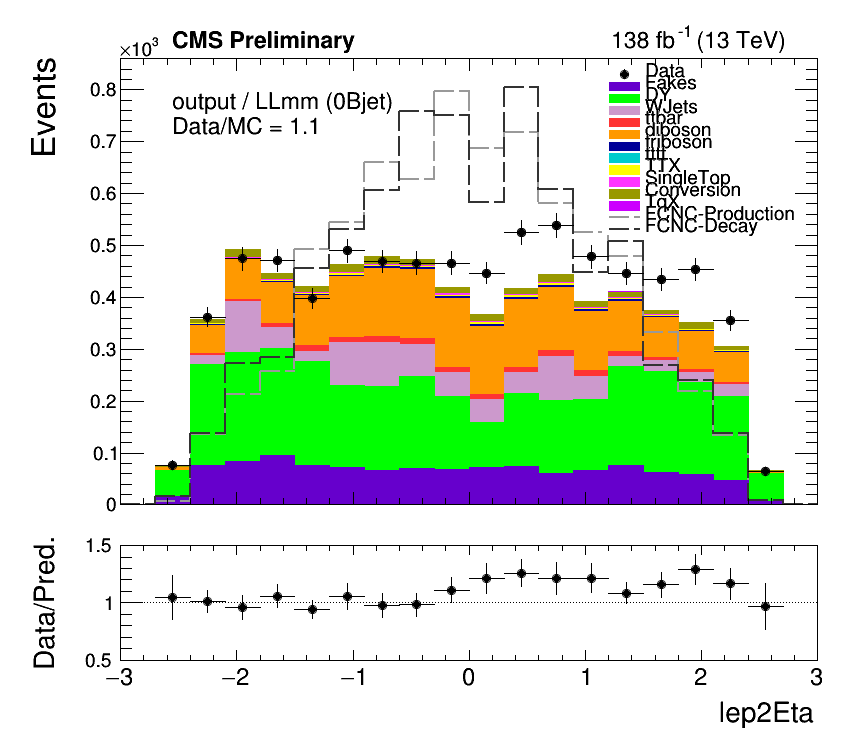 ×10³ CMS Preliminary 138 fb⁻¹ (13 TeV)
Events
output / LLmm (0Bjet)
Data/MC = 1.1
Data
Fakes
DY
WJets
ttbar
diboson
triboson
tttt
TTX
SingleTop
Conversion
TqX
FCNC-Production
FCNC-Decay
0.8
0.7
0.6
0.5
0.4
0.3
0.2
0.1
0
Data/Pred.
1.5
1
0.5
−3 −2 −1 0 1 2 3
lep2Eta